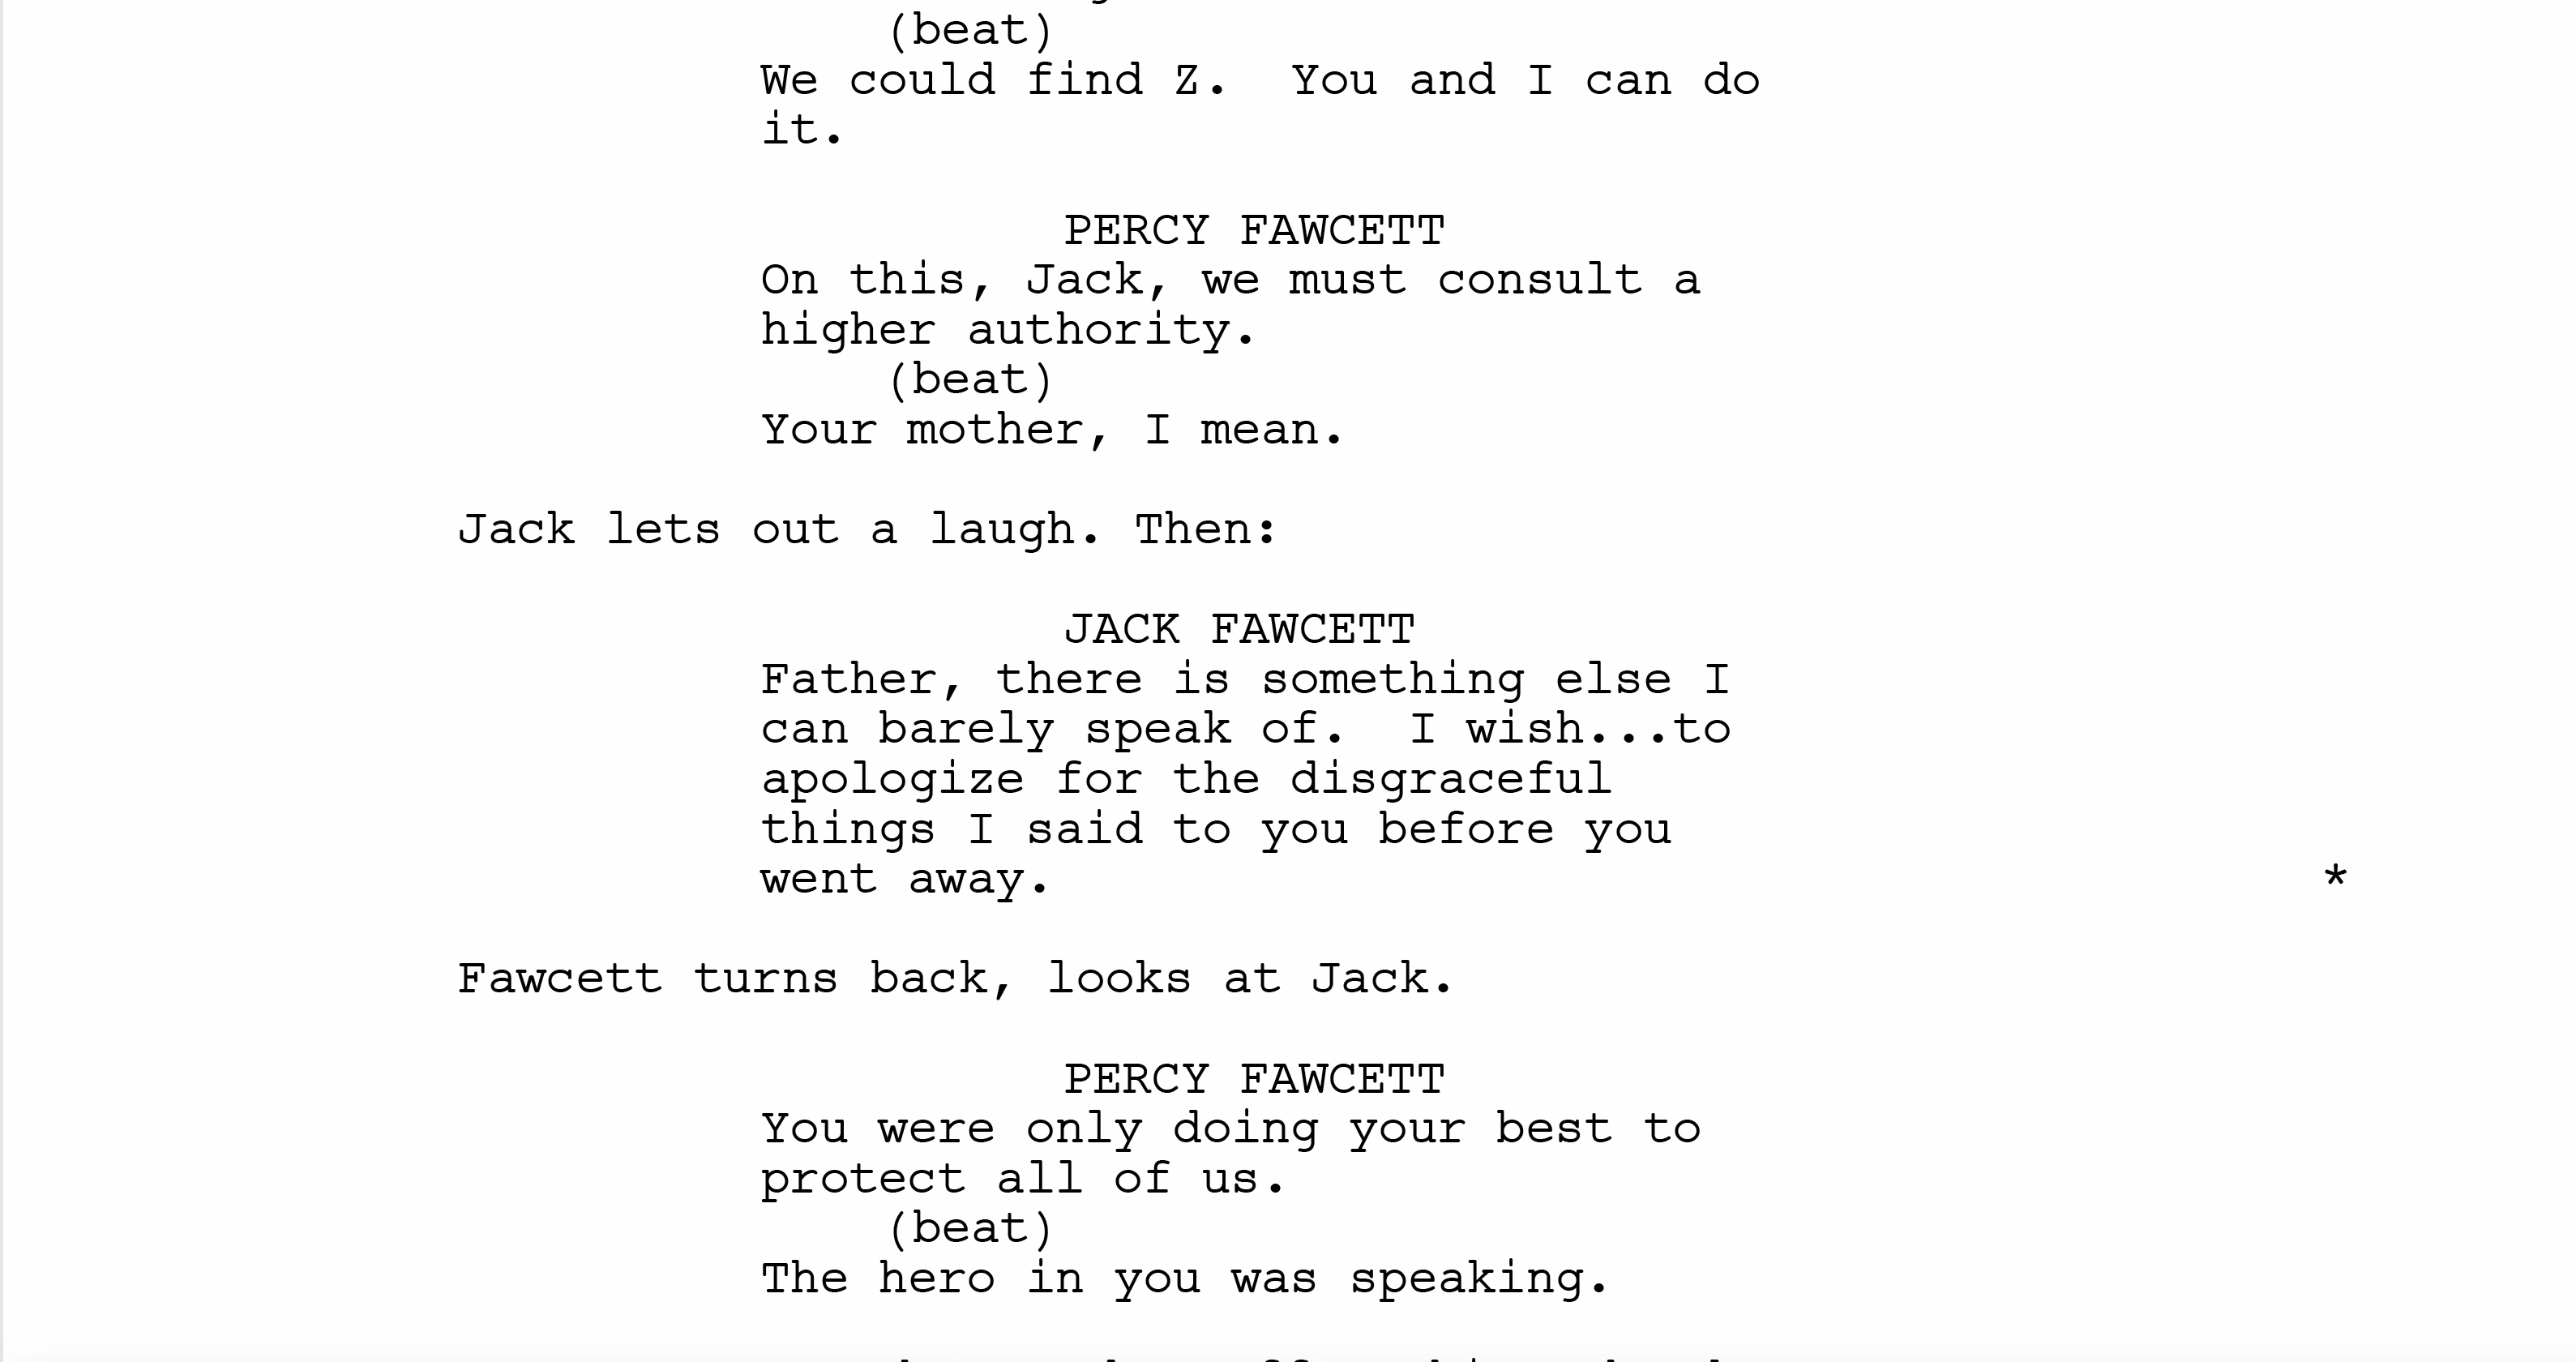 (beat)
We could find Z.  You and I can do
it.
PERCY FAWCETT
On this, Jack, we must consult a
higher authority.
(beat)
Your mother, I mean.
Jack lets out a laugh. Then:
JACK FAWCETT
Father, there is something else I
can barely speak of.  I wish...to
apologize for the disgraceful
things I said to you before you
went away. *
Fawcett turns back, looks at Jack.
PERCY FAWCETT
You were only doing your best to
protect all of us.
(beat)
The hero in you was speaking.